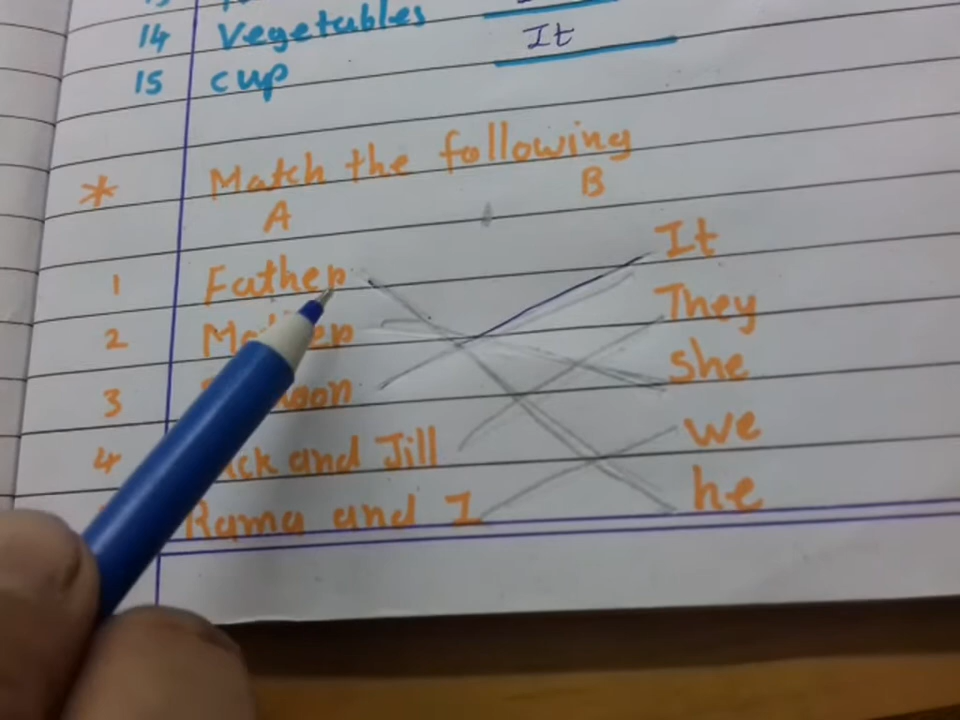 14 Vegetables
It
15 cup
* Match the following
A B
1 Father It
2 They
3 she
4 and Jill we
Rama and I he